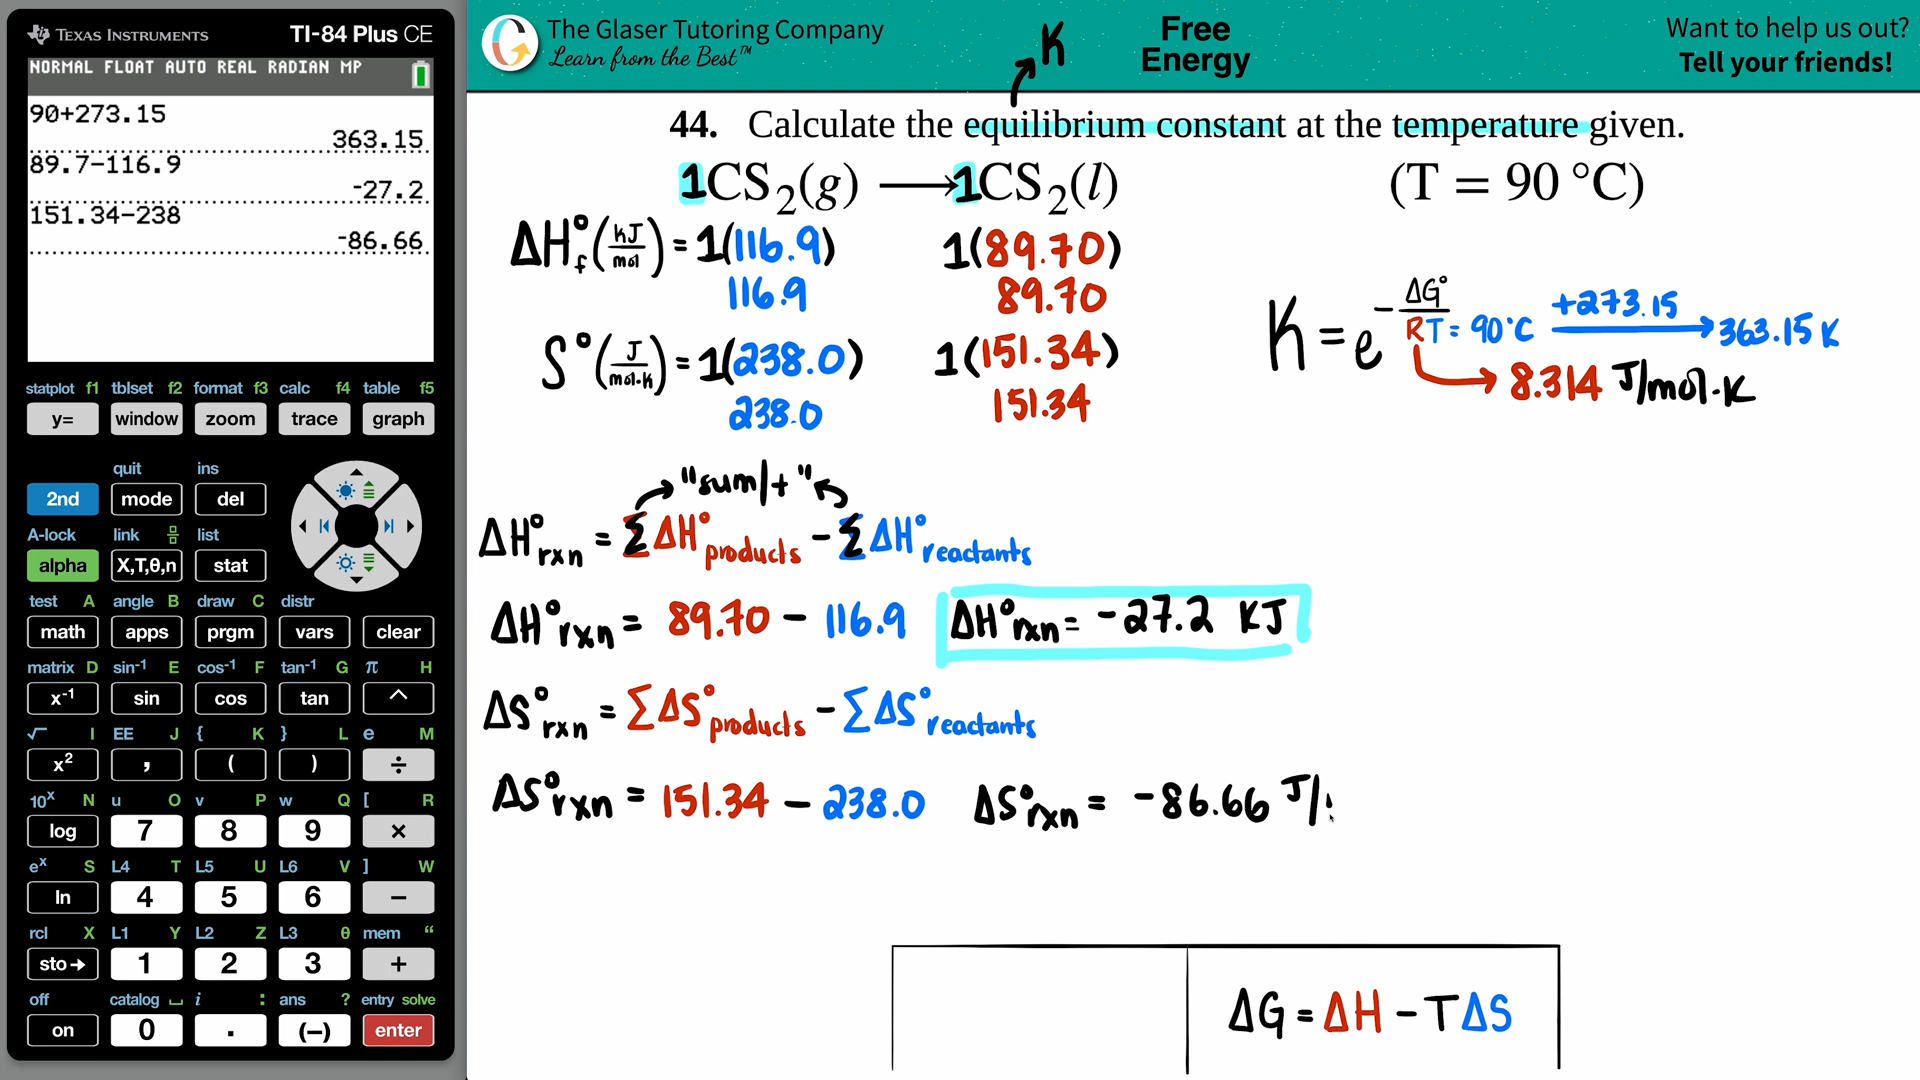 TEXAS INSTRUMENTS TI-84 Plus CE
NORMAL FLOAT AUTO REAL RADIAN MP
90+273.15
363.15
89.7-116.9
-27.2
151.34-238
-86.66
statplot f1 tblset f2 format f3 calc f4 table f5
y= window zoom trace graph
quit ins
2nd mode del
A-lock link list
alpha X,T,θ,n stat
test A angle B draw C distr
math apps prgm vars clear
matrix D sin-1 E cos-1 F tan-1 G π H
x-1 sin cos tan ^
√ I EE J { K } L e M
x² , ( ) ÷
10x N u O v P w Q [ R
log 7 8 9 ×
ex S L4 T L5 U L6 V ] W
ln 4 5 6 −
rcl X L1 Y L2 Z L3 θ mem “
sto→ 1 2 3 +
off catalog ⎵ i : ans ? entry solve
on 0 . (−) enter
The Glaser Tutoring Company
Learn from the Best™
K
Free
Energy
Want to help us out?
Tell your friends!
44. Calculate the equilibrium constant at the temperature given.
1CS₂(g) ⟶ 1CS₂(l) (T = 90 °C)
ΔH°f (kJ/mol) = 1(116.9) 1(89.70)
116.9 89.70
S° (J/mol·K) = 1(238.0) 1(151.34)
238.0 151.34
K = e^-ΔG°/RT = 90°C +273.15 → 363.15 K
8.314 J/mol·K
"sum/+"
ΔH°rxn = ΣΔH°products − ΣΔH°reactants
ΔH°rxn = 89.70 − 116.9 ΔH°rxn = -27.2 KJ
ΔS°rxn = ΣΔS°products − ΣΔS°reactants
ΔS°rxn = 151.34 − 238.0 ΔS°rxn = -86.66 J/
ΔG = ΔH − TΔS